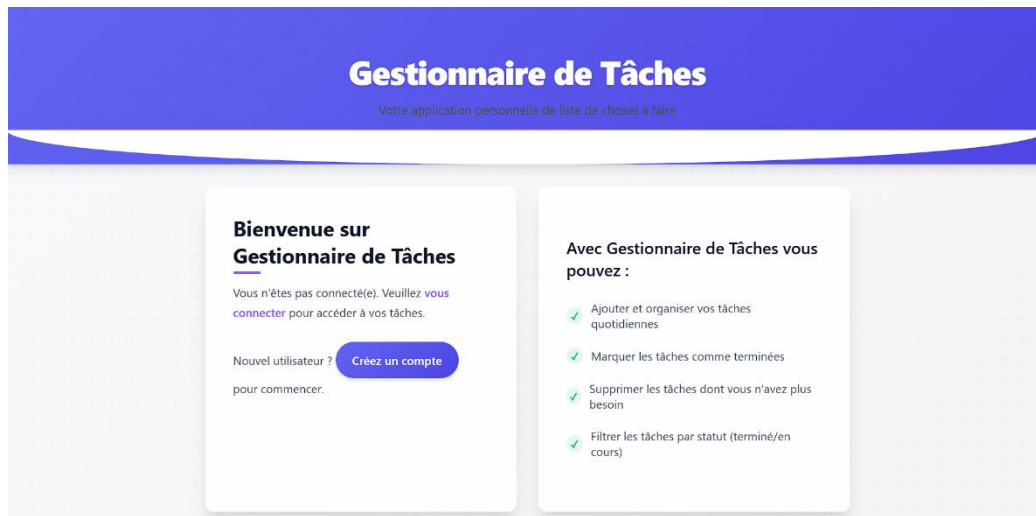 Gestionnaire de Tâches
Votre application personnelle de liste de choses à faire
Bienvenue sur
Gestionnaire de Tâches
Vous n'êtes pas connecté(e). Veuillez vous
connecter pour accéder à vos tâches.
Nouvel utilisateur ? Créez un compte
pour commencer.
Avec Gestionnaire de Tâches vous
pouvez :
Ajouter et organiser vos tâches
quotidiennes
Marquer les tâches comme terminées
Supprimer les tâches dont vous n'avez plus
besoin
Filtrer les tâches par statut (terminé/en
cours)